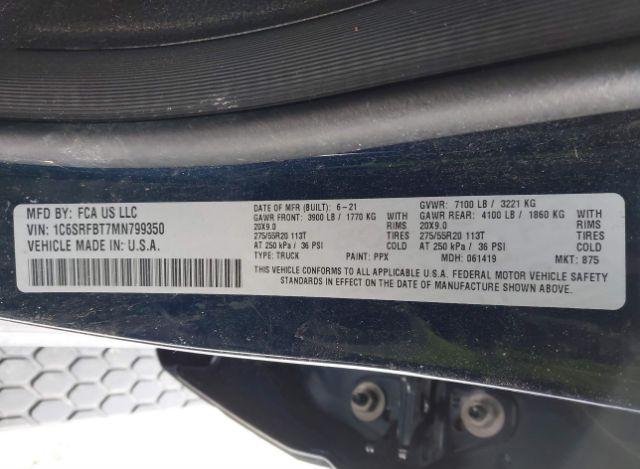 MFD BY: FCA US LLC
VIN: 1C6SRFBT7MN799350
VEHICLE MADE IN: U.S.A.
DATE OF MFR (BUILT): 6-21
GAWR FRONT: 3900 LB / 1770 KG
20X9.0 RIMS
275/55R20 113T TIRES
AT 250 kPa / 36 PSI
TYPE: TRUCK PAINT: PPX
GVWR: 7100 LB / 3221 KG
GAWR REAR: 4100 LB / 1860 KG
20X9.0 RIMS
275/55R20 113T TIRES
AT 250 kPa / 36 PSI
MDH: 061419 MKT: 875
THIS VEHICLE CONFORMS TO ALL APPLICABLE U.S.A. FEDERAL MOTOR VEHICLE SAFETY
STANDARDS IN EFFECT ON THE DATE OF MANUFACTURE SHOWN ABOVE.